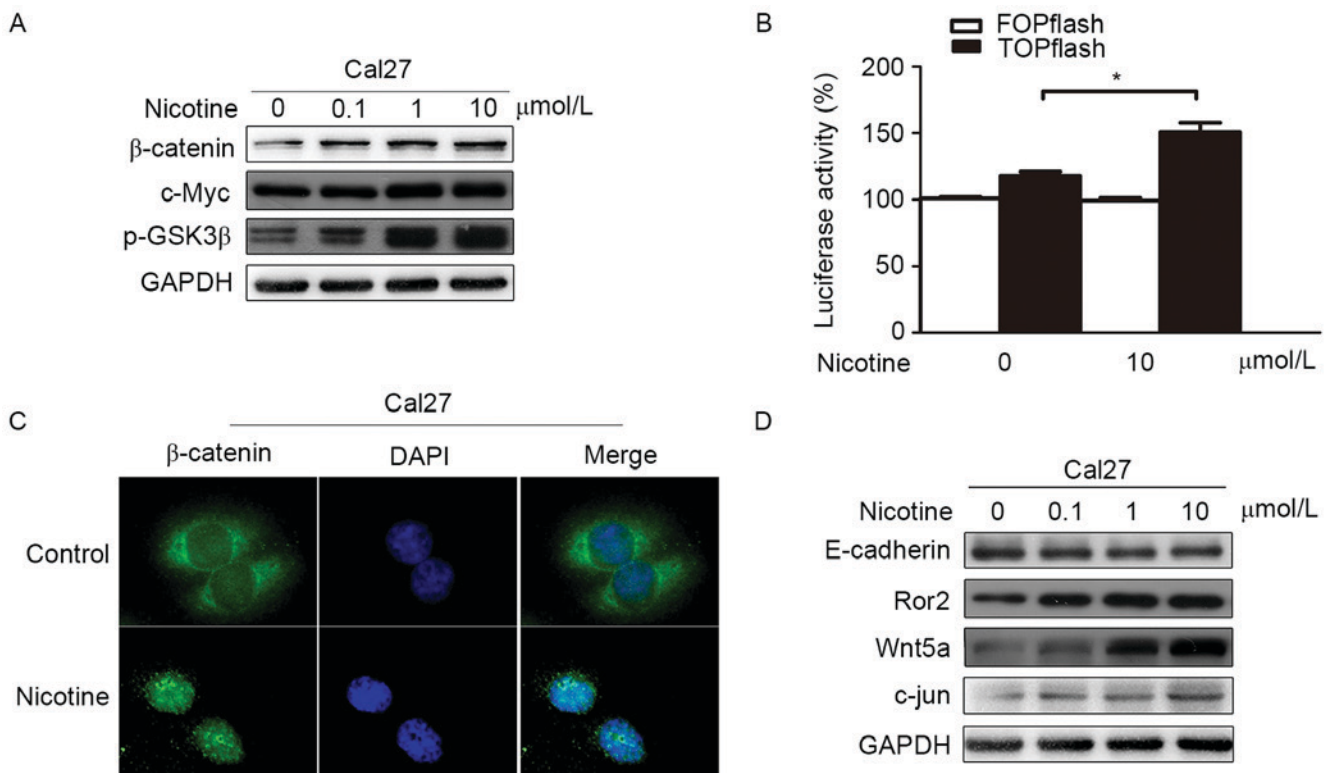 A
Cal27
Nicotine 0 0.1 1 10 μmol/L
β-catenin
c-Myc
p-GSK3β
GAPDH
B
FOPflash
TOPflash
*
Luciferase activity (%)
200
150
100
50
0
Nicotine 0 10 μmol/L
C
Cal27
β-catenin DAPI Merge
Control
Nicotine
D
Cal27
Nicotine 0 0.1 1 10 μmol/L
E-cadherin
Ror2
Wnt5a
c-jun
GAPDH